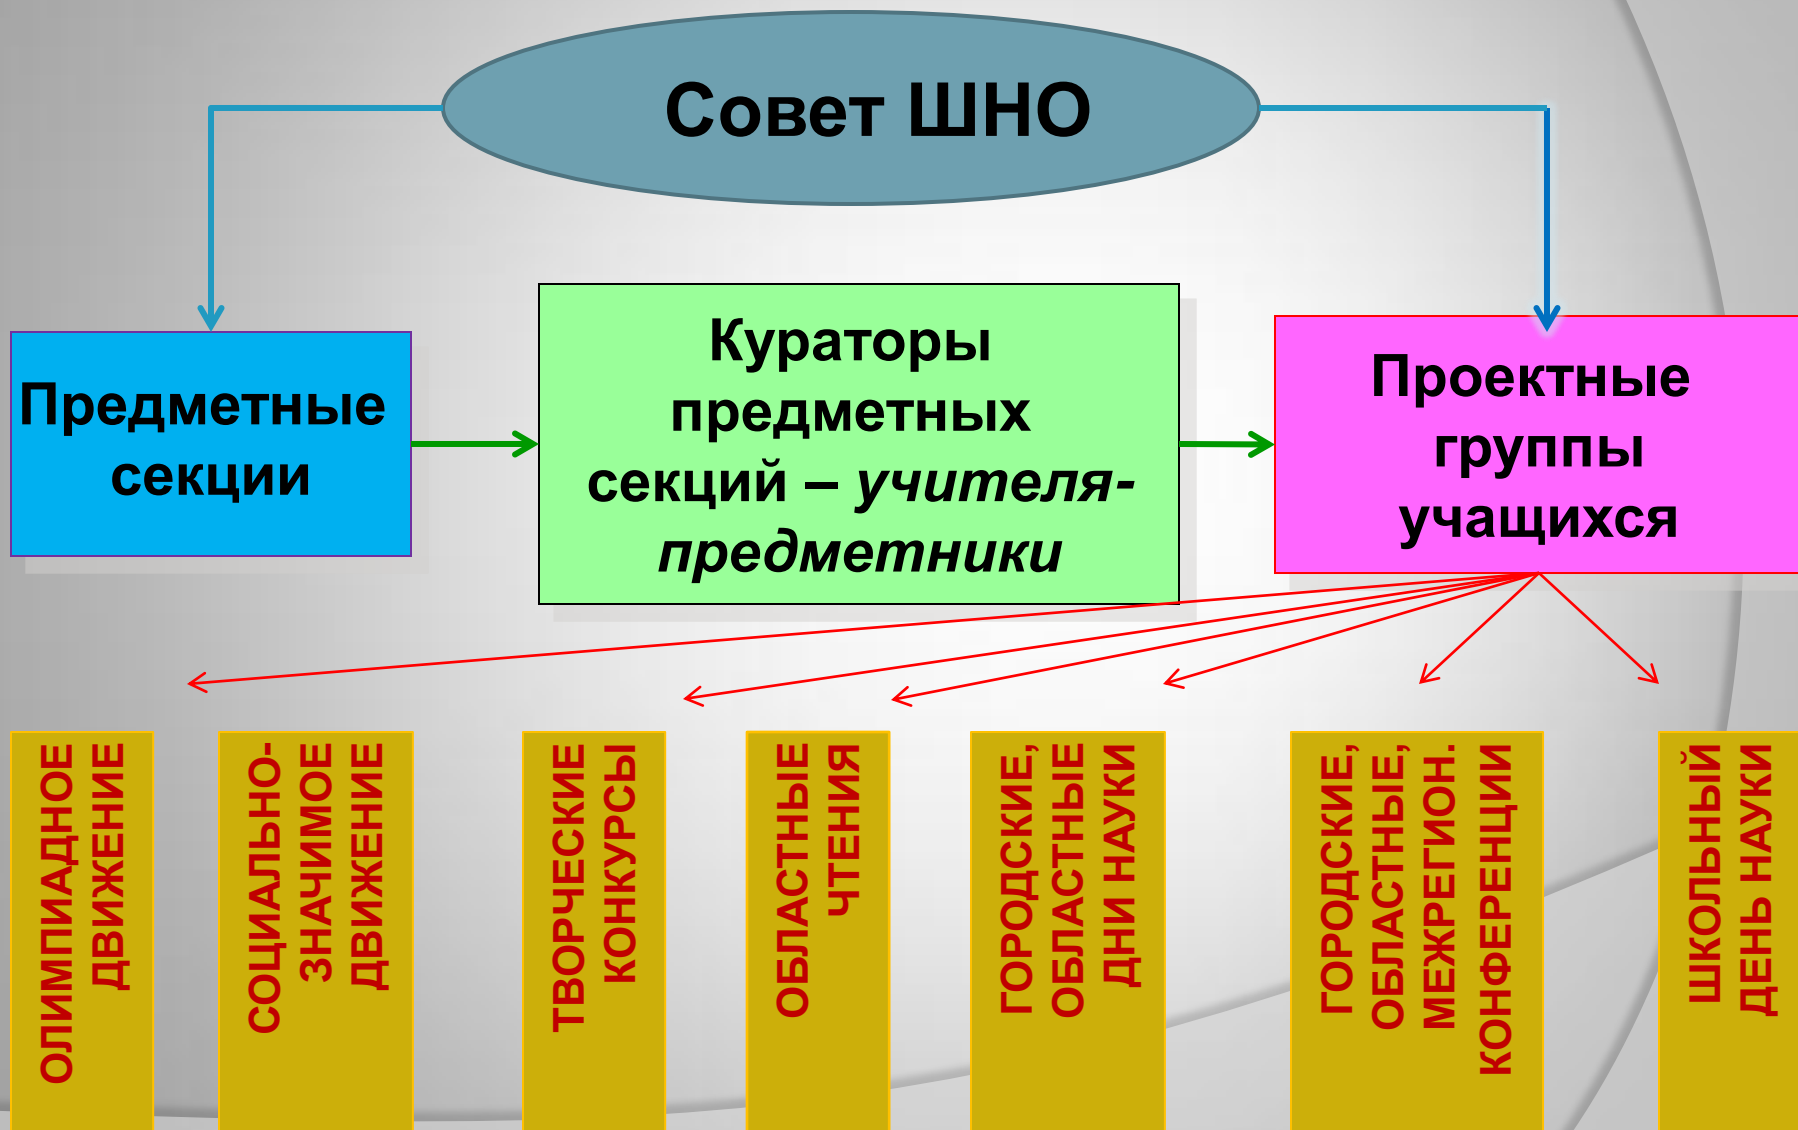 Совет ШНО
Предметные
секции
Кураторы
предметных
секций – учителя-
предметники
Проектные
группы
учащихся
ОЛИМПИАДНОЕ
ДВИЖЕНИЕ
СОЦИАЛЬНО-
ЗНАЧИМОЕ
ДВИЖЕНИЕ
ТВОРЧЕСКИЕ
КОНКУРСЫ
ОБЛАСТНЫЕ
ЧТЕНИЯ
ГОРОДСКИЕ,
ОБЛАСТНЫЕ
ДНИ НАУКИ
ГОРОДСКИЕ,
ОБЛАСТНЫЕ,
МЕЖРЕГИОН.
КОНФЕРЕНЦИИ
ШКОЛЬНЫЙ
ДЕНЬ НАУКИ